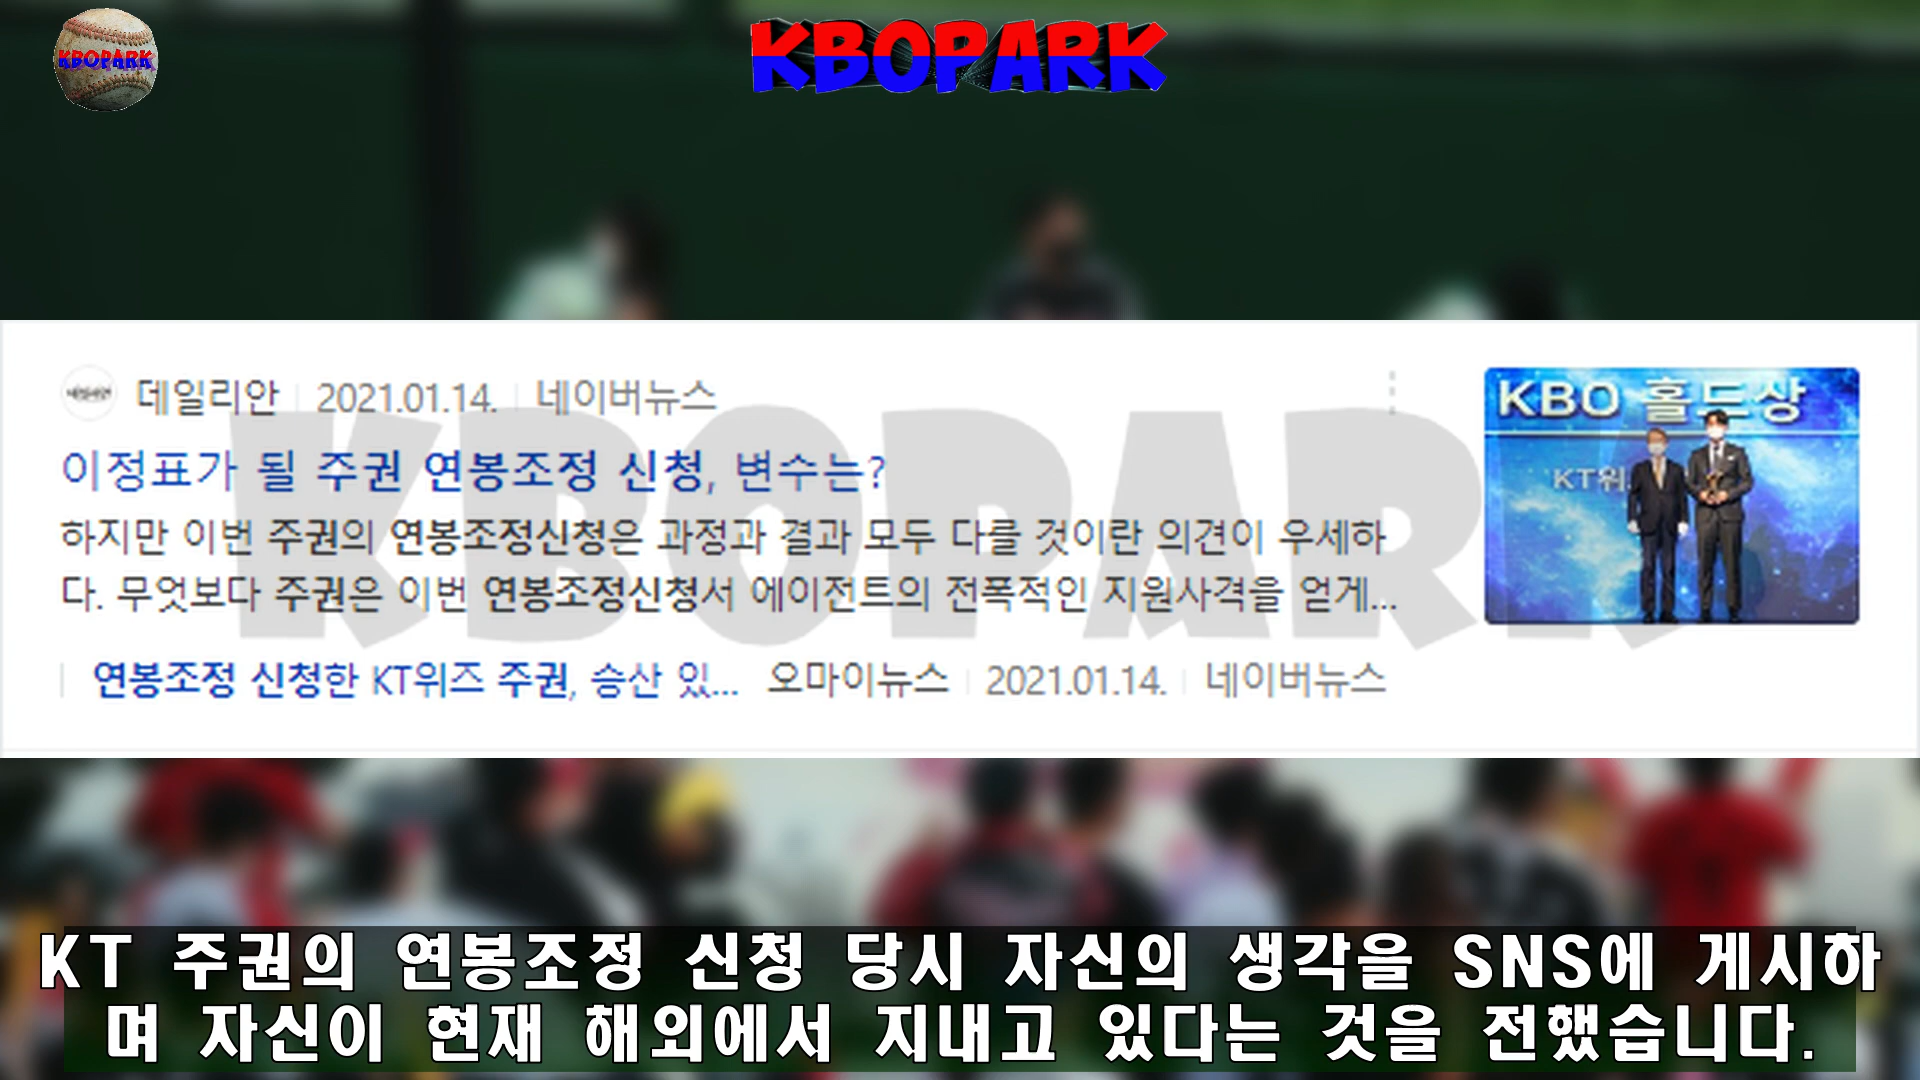 KBOPARK
KBOPARK
데일리안 2021.01.14. 네이버뉴스
이정표가 될 주권 연봉조정 신청, 변수는?
하지만 이번 주권의 연봉조정신청은 과정과 결과 모두 다를 것이란 의견이 우세하
다. 무엇보다 주권은 이번 연봉조정신청서 에이전트의 전폭적인 지원사격을 얻게...
연봉조정 신청한 KT위즈 주권, 승산 있... 오마이뉴스 2021.01.14. 네이버뉴스
KBO 홀드상
KT위
KBOPARK
KT 주권의 연봉조정 신청 당시 자신의 생각을 SNS에 게시하
며 자신이 현재 해외에서 지내고 있다는 것을 전했습니다.